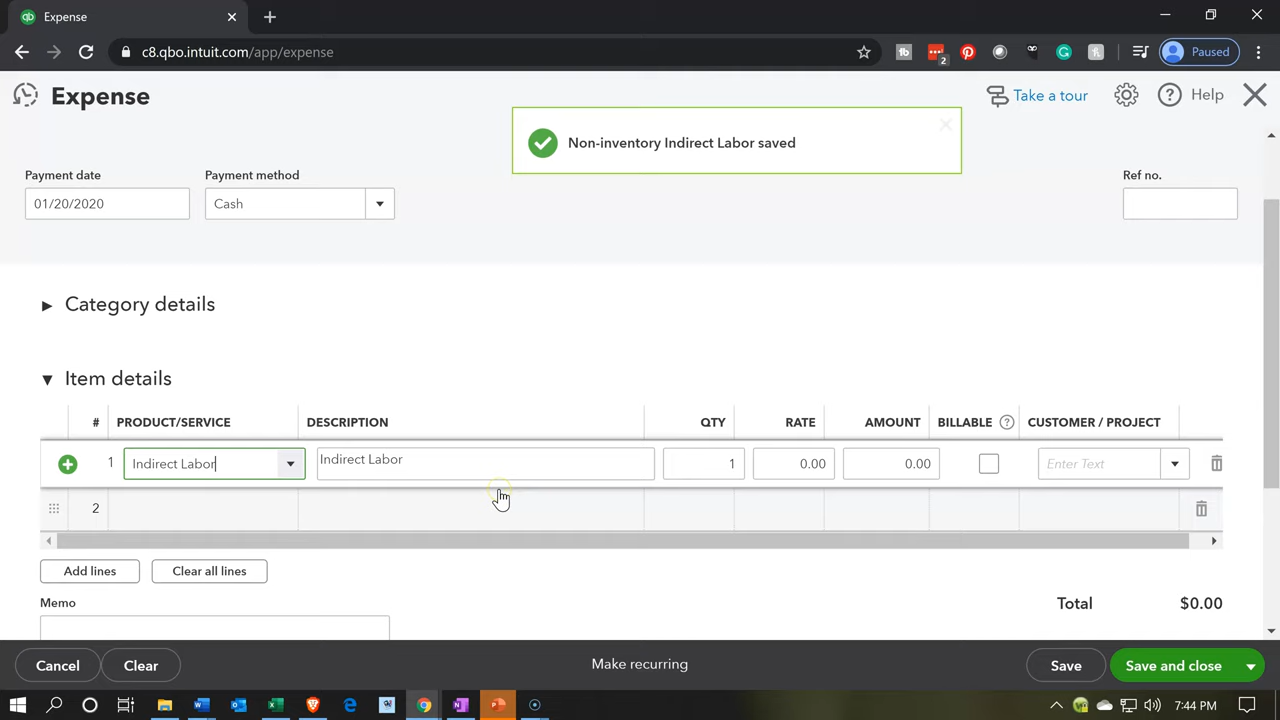 qb
Expense
c8.qbo.intuit.com/app/expense
tb
2
Paused
Expense
Take a tour
Help
Non-inventory Indirect Labor saved
Payment date
Payment method
Ref no.
01/20/2020
Cash
Category details
Item details
# PRODUCT/SERVICE DESCRIPTION QTY RATE AMOUNT BILLABLE CUSTOMER / PROJECT
1 Indirect Labor Indirect Labor 1 0.00 0.00 Enter Text
2
Add lines
Clear all lines
Memo
Total $0.00
Cancel
Clear
Make recurring
Save
Save and close
7:44 PM